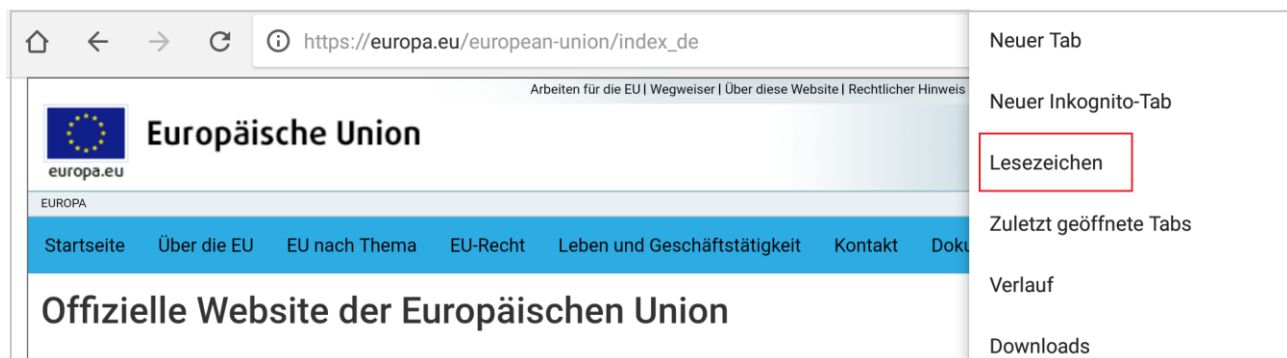 https://europa.eu/european-union/index_de
Arbeiten für die EU | Wegweiser | Über diese Website | Rechtlicher Hinweis
Europäische Union
europa.eu
EUROPA
Startseite Über die EU EU nach Thema EU-Recht Leben und Geschäftstätigkeit Kontakt Doku
Offizielle Website der Europäischen Union
Neuer Tab
Neuer Inkognito-Tab
Lesezeichen
Zuletzt geöffnete Tabs
Verlauf
Downloads